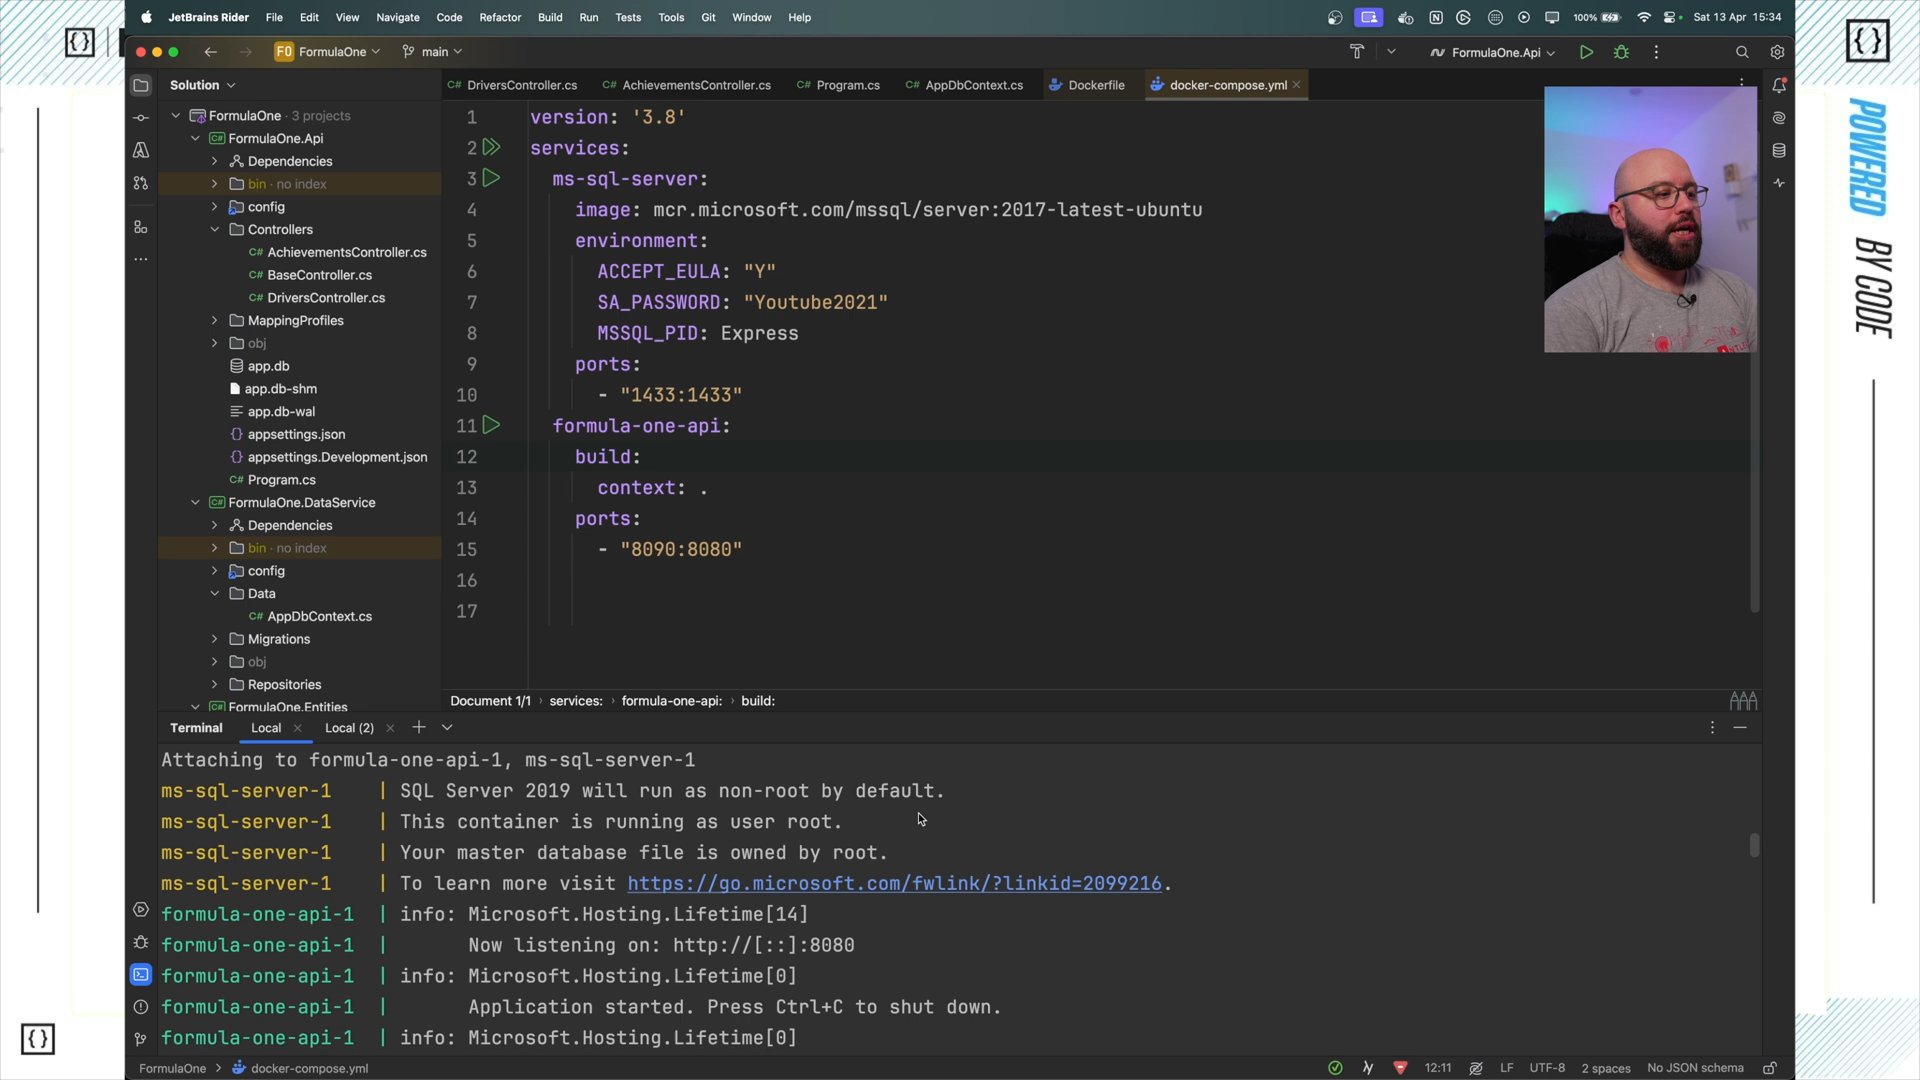 JetBrains Rider File Edit View Navigate Code Refactor Build Run Tests Tools Git Window Help
100% Sat 13 Apr 15:34
FO FormulaOne main
FormulaOne.Api
Solution
DriversController.cs AchievementsController.cs Program.cs AppDbContext.cs Dockerfile docker-compose.yml
FormulaOne · 3 projects
FormulaOne.Api
Dependencies
bin · no index
config
Controllers
C# AchievementsController.cs
C# BaseController.cs
C# DriversController.cs
MappingProfiles
obj
app.db
app.db-shm
app.db-wal
appsettings.json
appsettings.Development.json
C# Program.cs
FormulaOne.DataService
Dependencies
bin · no index
config
Data
C# AppDbContext.cs
Migrations
obj
Repositories
FormulaOne.Entities
1 version: '3.8'
2 services:
3 ms-sql-server:
4 image: mcr.microsoft.com/mssql/server:2017-latest-ubuntu
5 environment:
6 ACCEPT_EULA: "Y"
7 SA_PASSWORD: "Youtube2021"
8 MSSQL_PID: Express
9 ports:
10 - "1433:1433"
11 formula-one-api:
12 build:
13 context: .
14 ports:
15 - "8090:8080"
16
17
Document 1/1 › services: › formula-one-api: › build:
Terminal Local Local (2)
Attaching to formula-one-api-1, ms-sql-server-1
ms-sql-server-1 | SQL Server 2019 will run as non-root by default.
ms-sql-server-1 | This container is running as user root.
ms-sql-server-1 | Your master database file is owned by root.
ms-sql-server-1 | To learn more visit https://go.microsoft.com/fwlink/?linkid=2099216.
formula-one-api-1 | info: Microsoft.Hosting.Lifetime[14]
formula-one-api-1 | Now listening on: http://[::]:8080
formula-one-api-1 | info: Microsoft.Hosting.Lifetime[0]
formula-one-api-1 | Application started. Press Ctrl+C to shut down.
formula-one-api-1 | info: Microsoft.Hosting.Lifetime[0]
FormulaOne › docker-compose.yml
12:11 LF UTF-8 2 spaces No JSON schema
POWERED BY CODE